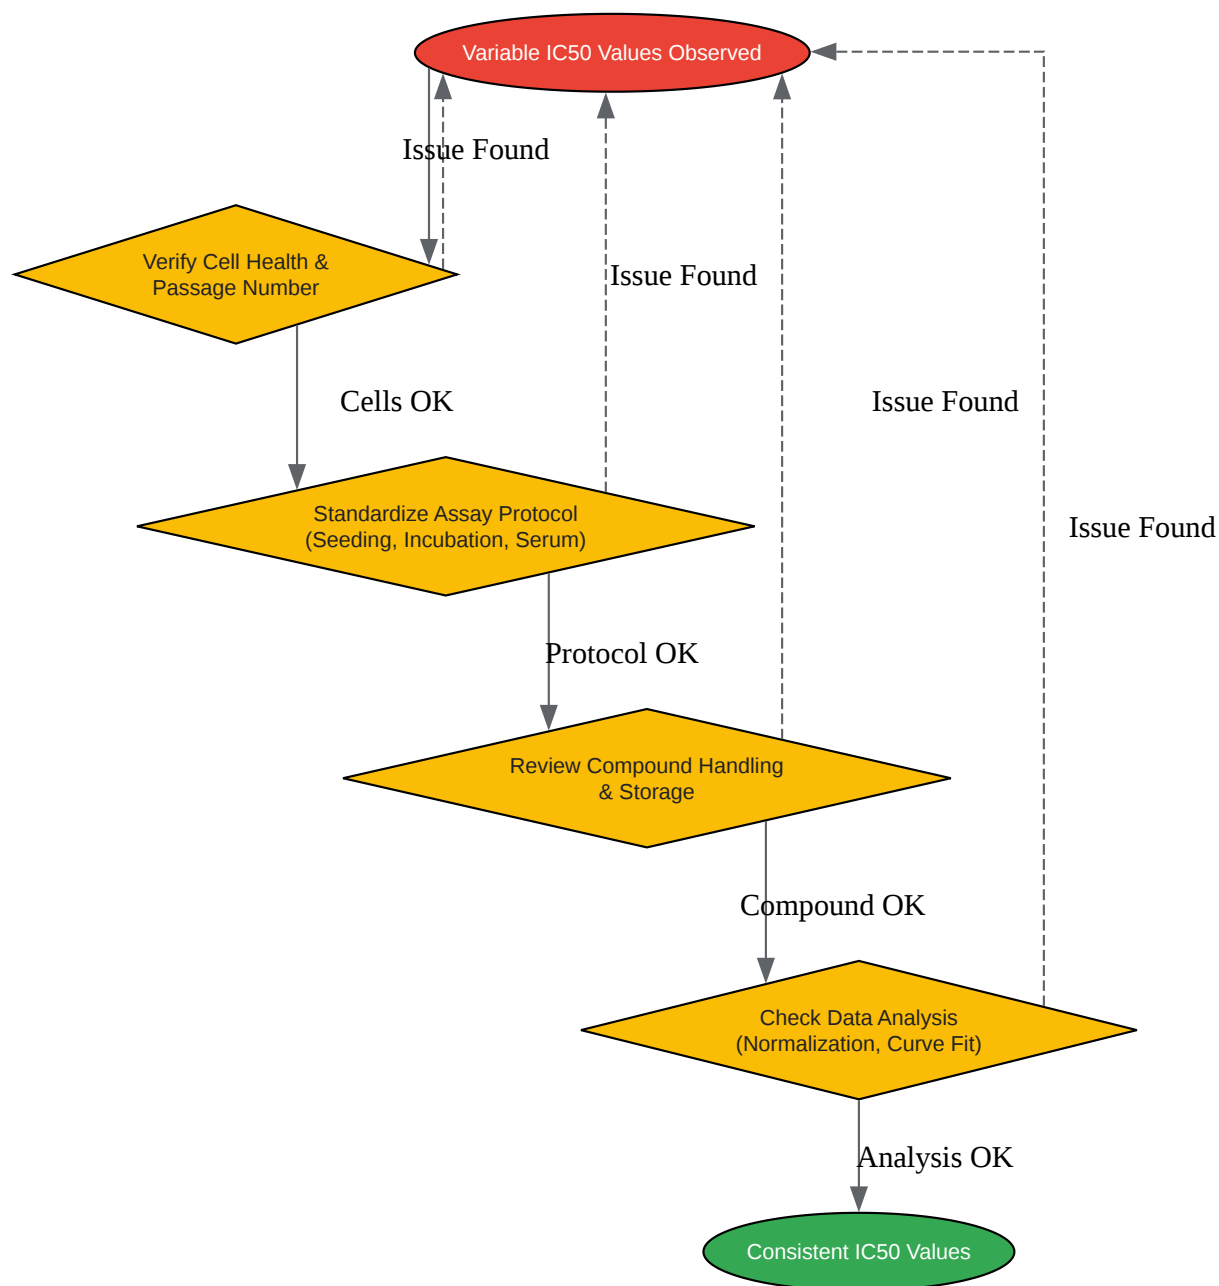 Variable IC50 Values Observed
Issue Found
Verify Cell Health &
Passage Number
Issue Found
Cells OK
Issue Found
Standardize Assay Protocol
(Seeding, Incubation, Serum)
Issue Found
Protocol OK
Review Compound Handling
& Storage
Compound OK
Check Data Analysis
(Normalization, Curve Fit)
Analysis OK
Consistent IC50 Values